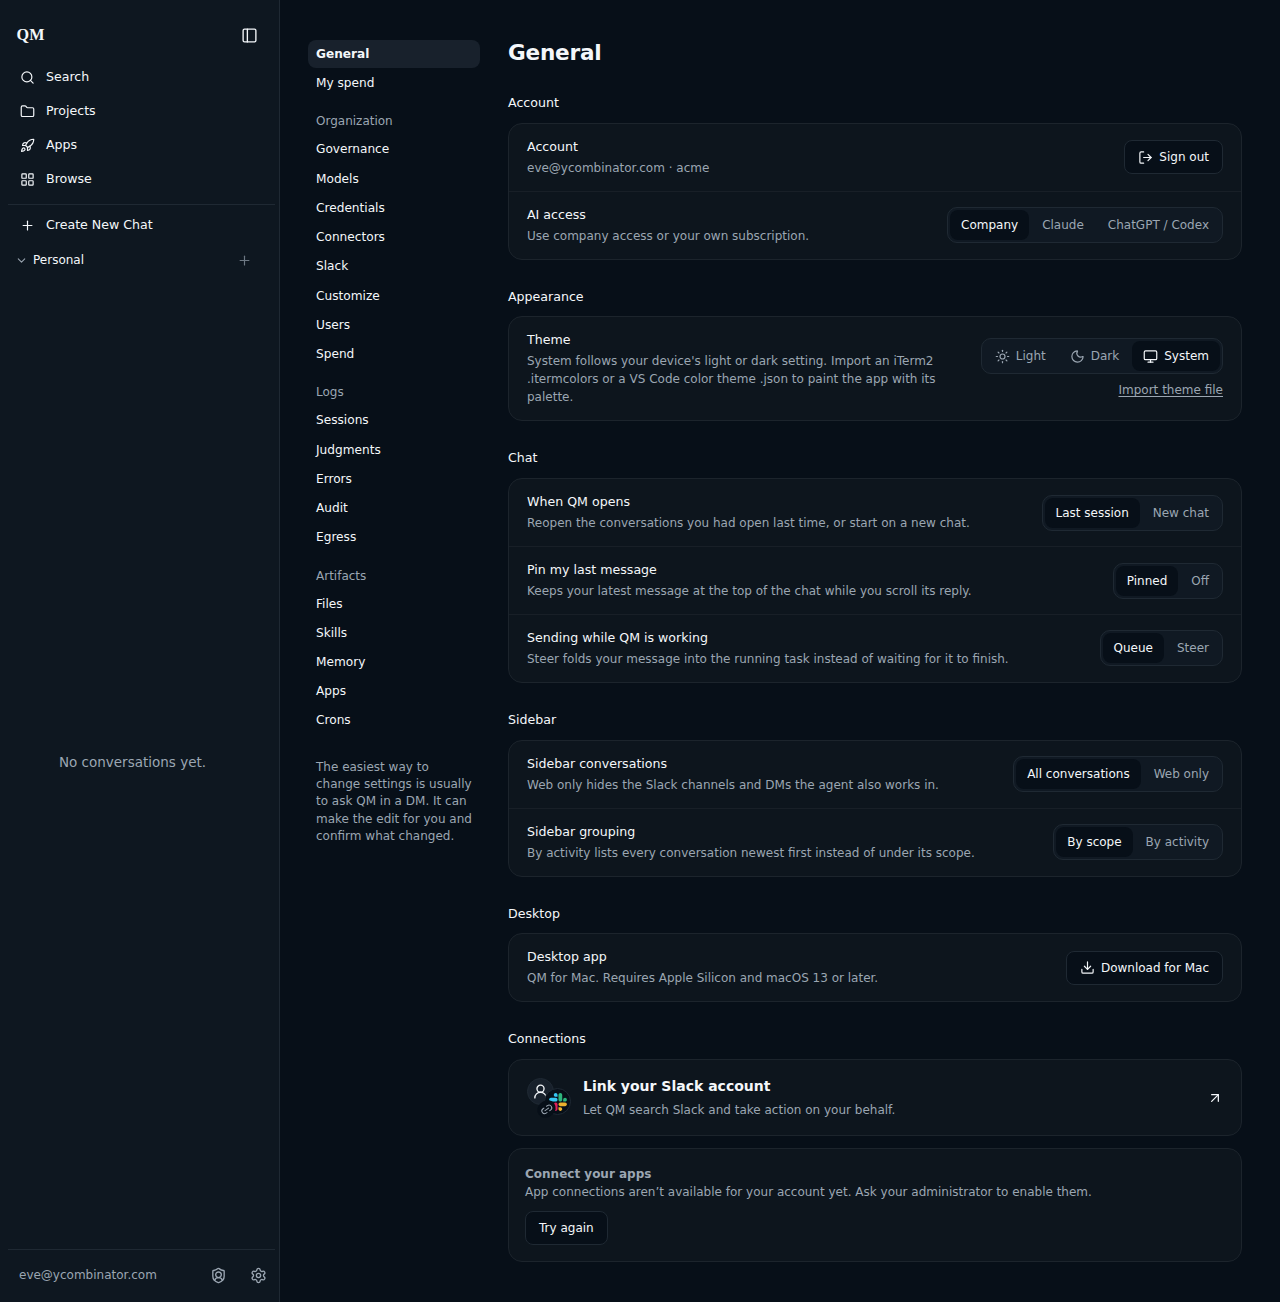 QM
Search
Projects
Apps
Browse
Create New Chat
Personal
No conversations yet.
eve@ycombinator.com
General
My spend
Organization
Governance
Models
Credentials
Connectors
Slack
Customize
Users
Spend
Logs
Sessions
Judgments
Errors
Audit
Egress
Artifacts
Files
Skills
Memory
Apps
Crons
The easiest way to
change settings is usually
to ask QM in a DM. It can
make the edit for you and
confirm what changed.
General
Account
Account
eve@ycombinator.com · acme
Sign out
AI access
Use company access or your own subscription.
Company Claude ChatGPT / Codex
Appearance
Theme
System follows your device's light or dark setting. Import an iTerm2
.itermcolors or a VS Code color theme .json to paint the app with its
palette.
Light Dark System
Import theme file
Chat
When QM opens
Reopen the conversations you had open last time, or start on a new chat.
Last session New chat
Pin my last message
Keeps your latest message at the top of the chat while you scroll its reply.
Pinned Off
Sending while QM is working
Steer folds your message into the running task instead of waiting for it to finish.
Queue Steer
Sidebar
Sidebar conversations
Web only hides the Slack channels and DMs the agent also works in.
All conversations Web only
Sidebar grouping
By activity lists every conversation newest first instead of under its scope.
By scope By activity
Desktop
Desktop app
QM for Mac. Requires Apple Silicon and macOS 13 or later.
Download for Mac
Connections
Link your Slack account
Let QM search Slack and take action on your behalf.
Connect your apps
App connections aren’t available for your account yet. Ask your administrator to enable them.
Try again